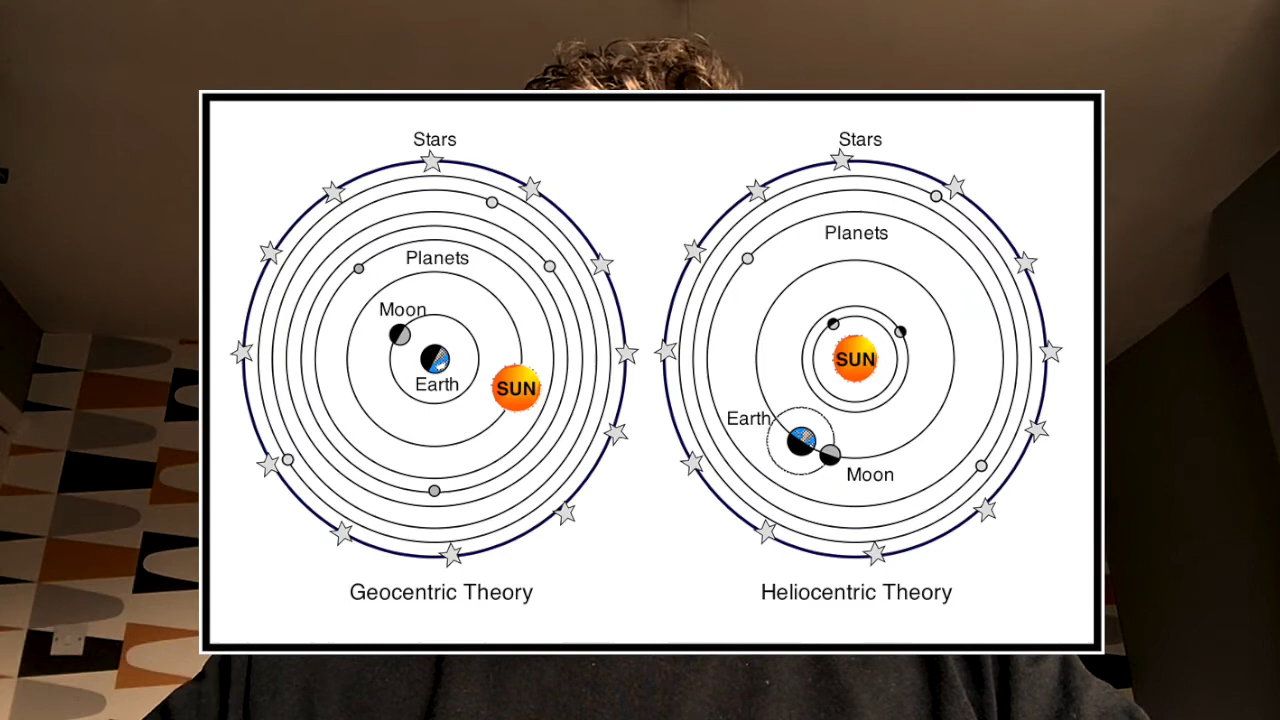 Stars
Planets
Moon
Earth
SUN
Geocentric Theory
Stars
Planets
SUN
Earth
Moon
Heliocentric Theory